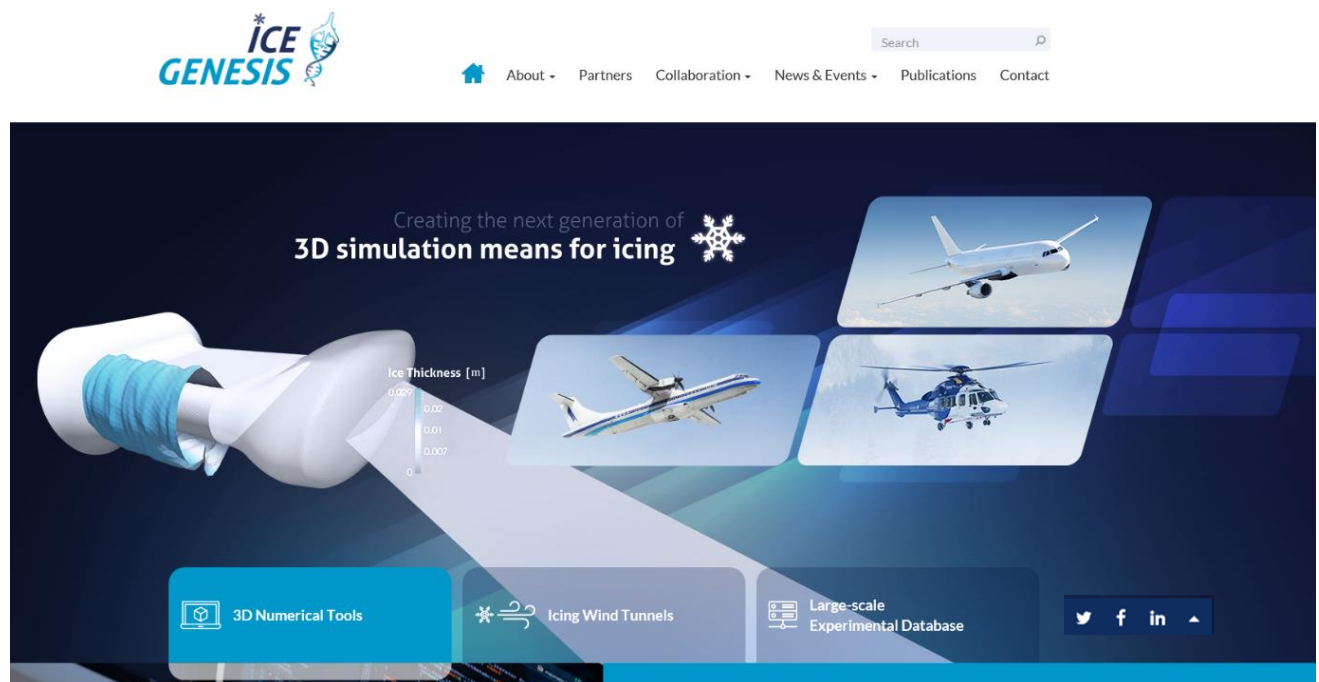 ICE
GENESIS
Search
About
Partners
Collaboration
News & Events
Publications
Contact
Creating the next generation of
3D simulation means for icing
Ice Thickness [m]
0.029
0.02
0.01
0.007
0
3D Numerical Tools
Icing Wind Tunnels
Large-scale
Experimental Database